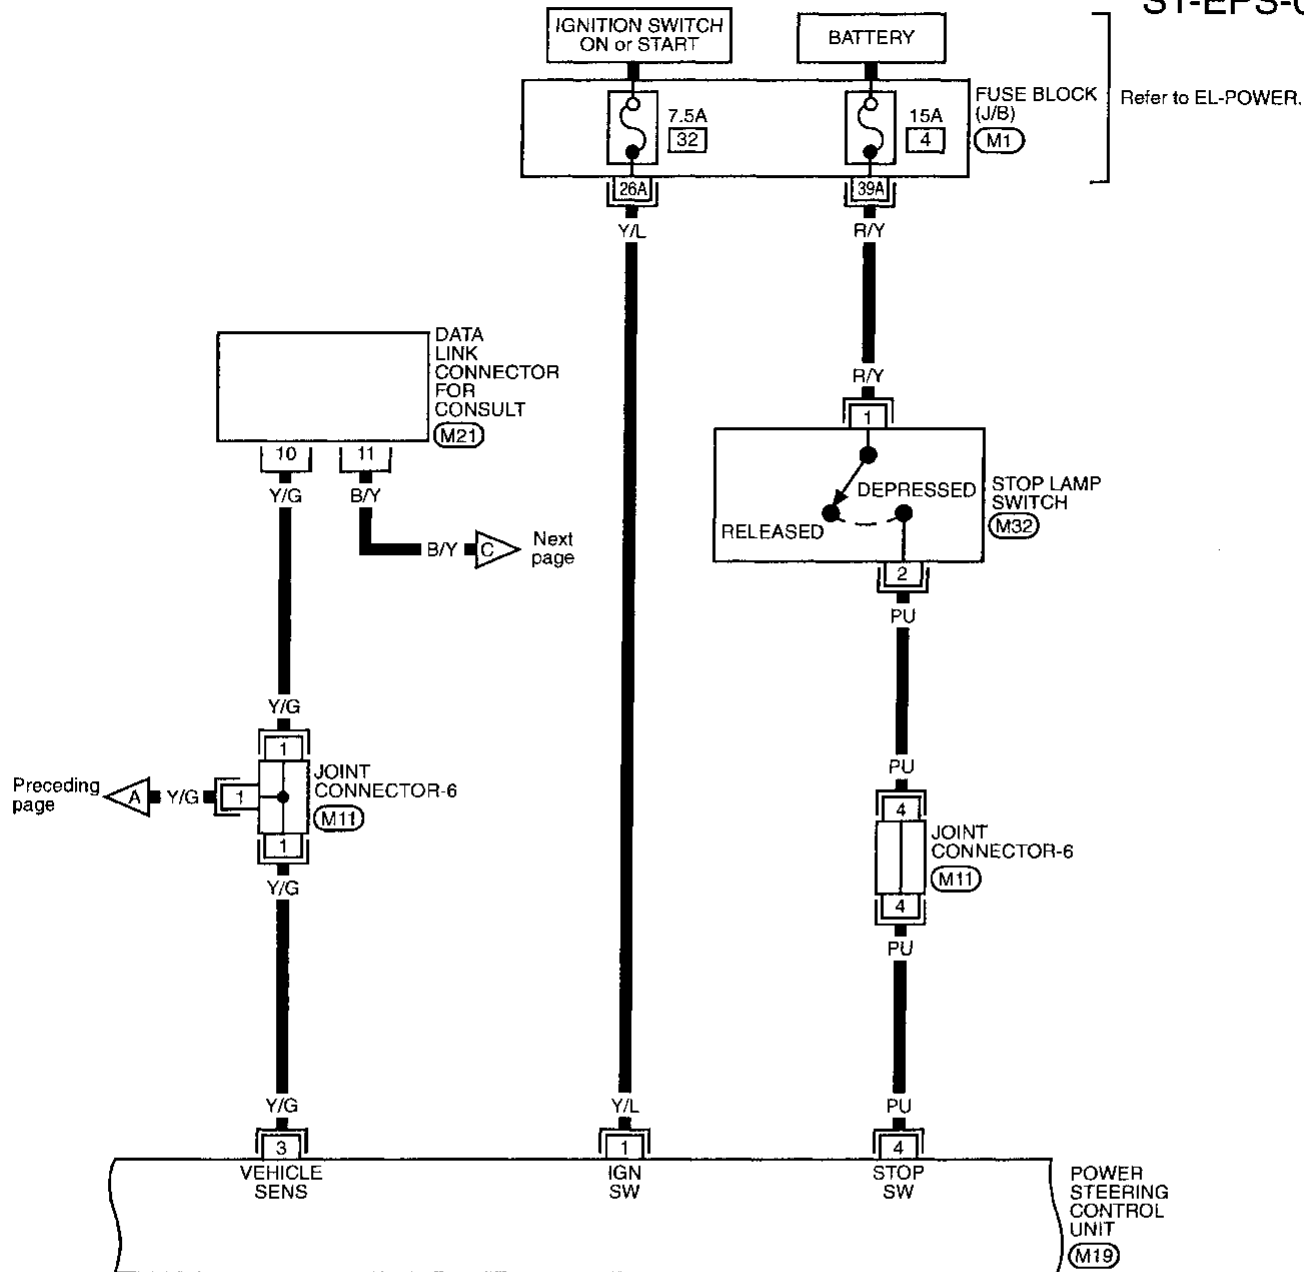 ST-EPS-0
IGNITION SWITCH
ON or START
BATTERY
7.5A
32
15A
4
FUSE BLOCK
(J/B)
M1
Refer to EL-POWER.
26A
39A
Y/L
R/Y
DATA
LINK
CONNECTOR
FOR
CONSULT
M21
10
11
Y/G
B/Y
B/Y
C
Next
page
R/Y
1
DEPRESSED
RELEASED
STOP LAMP
SWITCH
M32
2
PU
Y/G
1
Preceding
page
A
Y/G
1
JOINT
CONNECTOR-6
M11
1
Y/G
PU
4
JOINT
CONNECTOR-6
M11
4
PU
Y/G
Y/L
PU
3
1
4
VEHICLE
SENS
IGN
SW
STOP
SW
POWER
STEERING
CONTROL
UNIT
M19